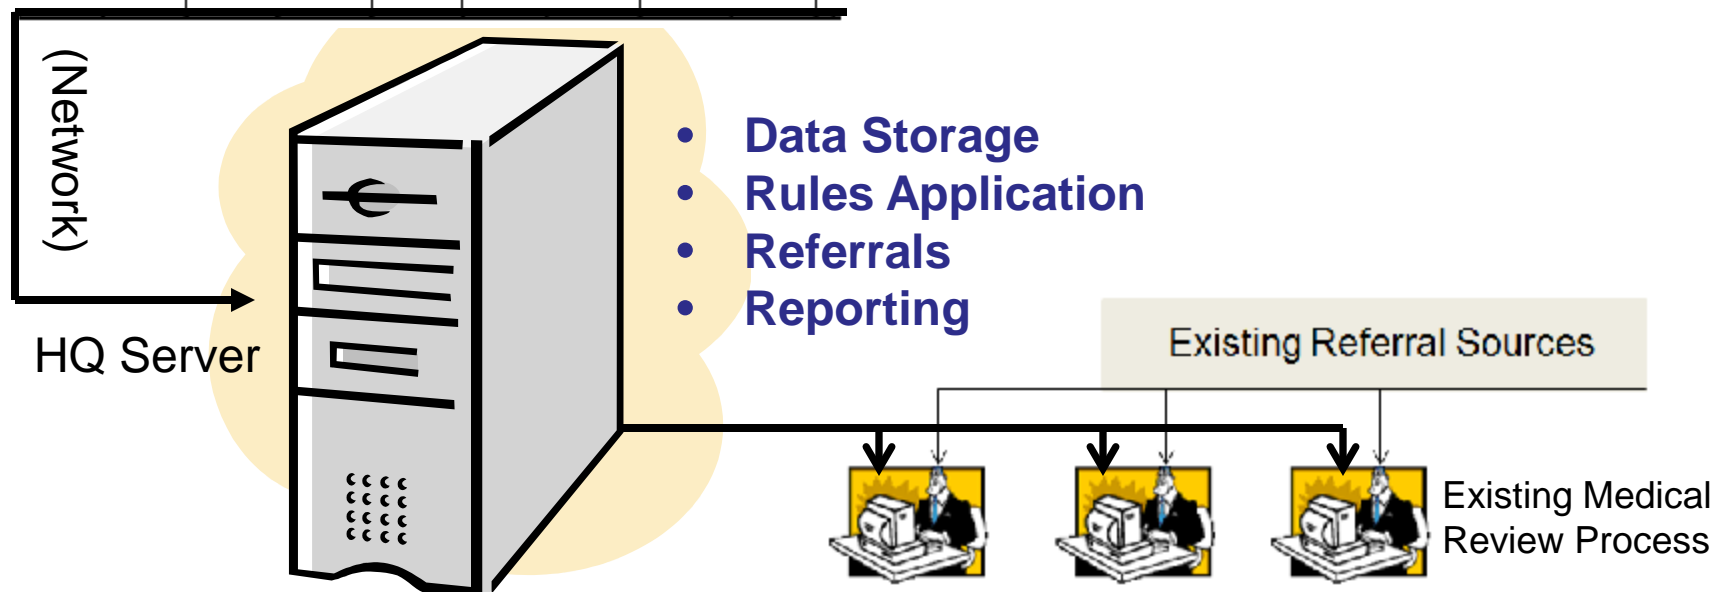 (Network)
• Data Storage
• Rules Application
• Referrals
• Reporting
HQ Server
Existing Referral Sources
Existing Medical
Review Process